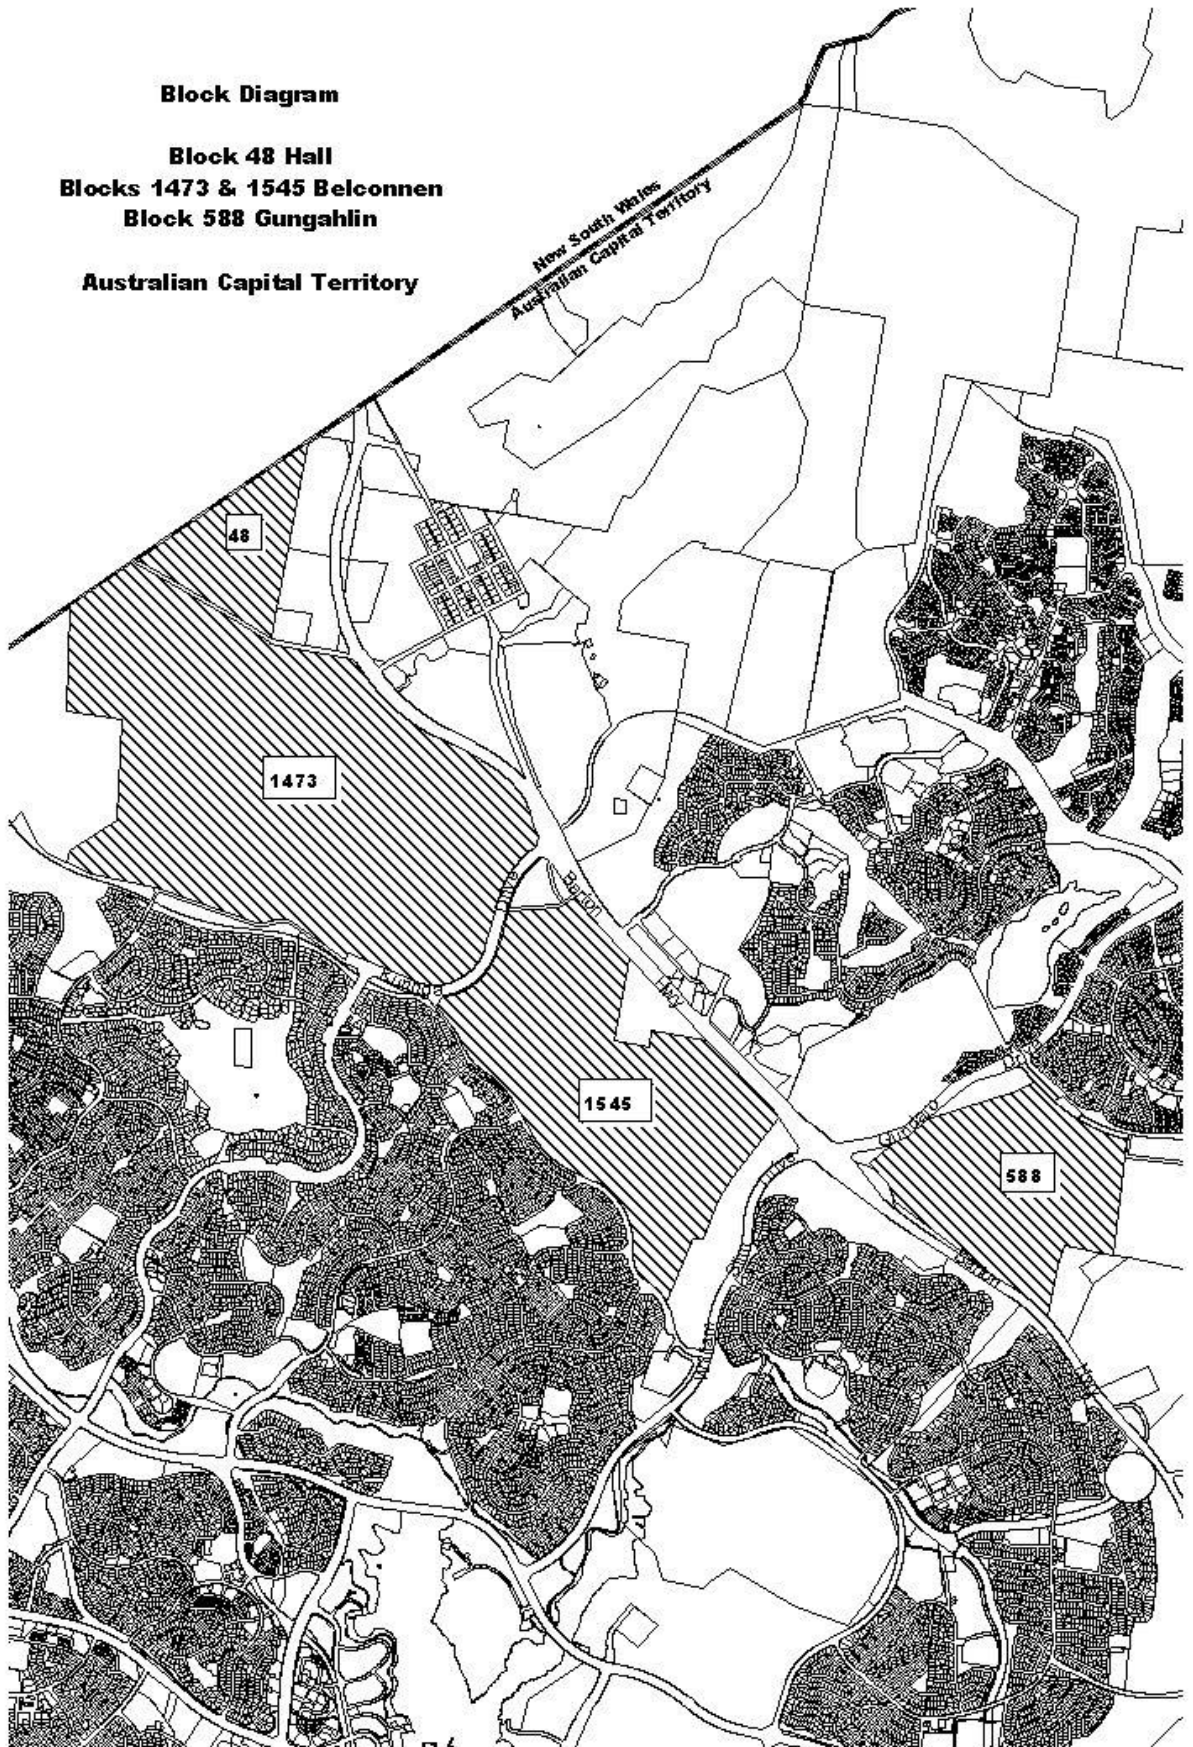 Block Diagram
Block 48 Hall
Blocks 1473 & 1545 Belconnen
Block 588 Gungahlin
Australian Capital Territory
New South Wales
Australian Capital Territory
48
1473
Barton
1545
588